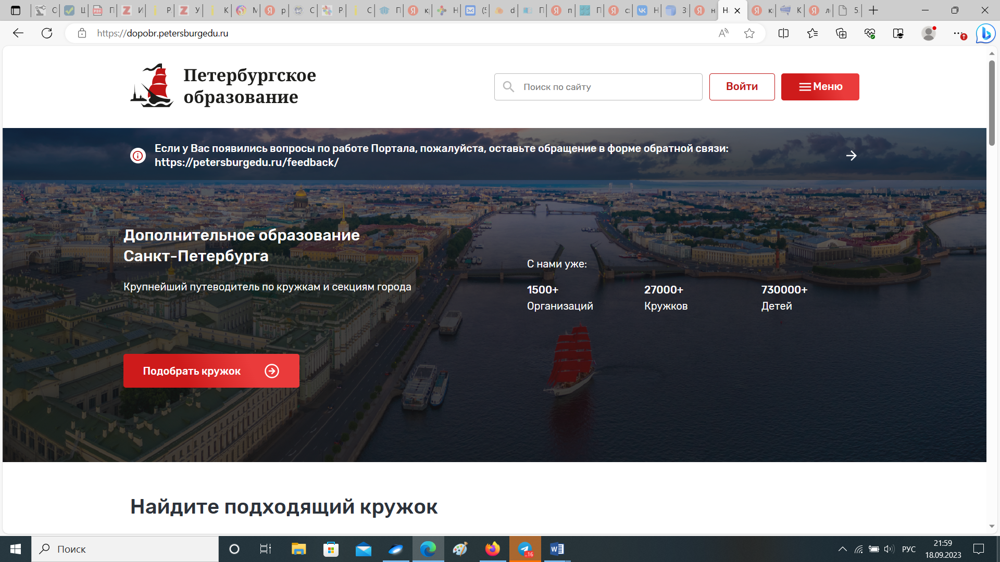 https://dopobr.petersburgedu.ru
Петербургское
образование
Поиск по сайту
Войти
Меню
Если у Вас появились вопросы по работе Портала, пожалуйста, оставьте обращение в форме обратной связи:
https://petersburgedu.ru/feedback/
Дополнительное образование
Санкт-Петербурга
Крупнейший путеводитель по кружкам и секциям города
С нами уже:
1500+
Организаций
27000+
Кружков
730000+
Детей
Подобрать кружок
Найдите подходящий кружок
Поиск
РУС
21:59
18.09.2023